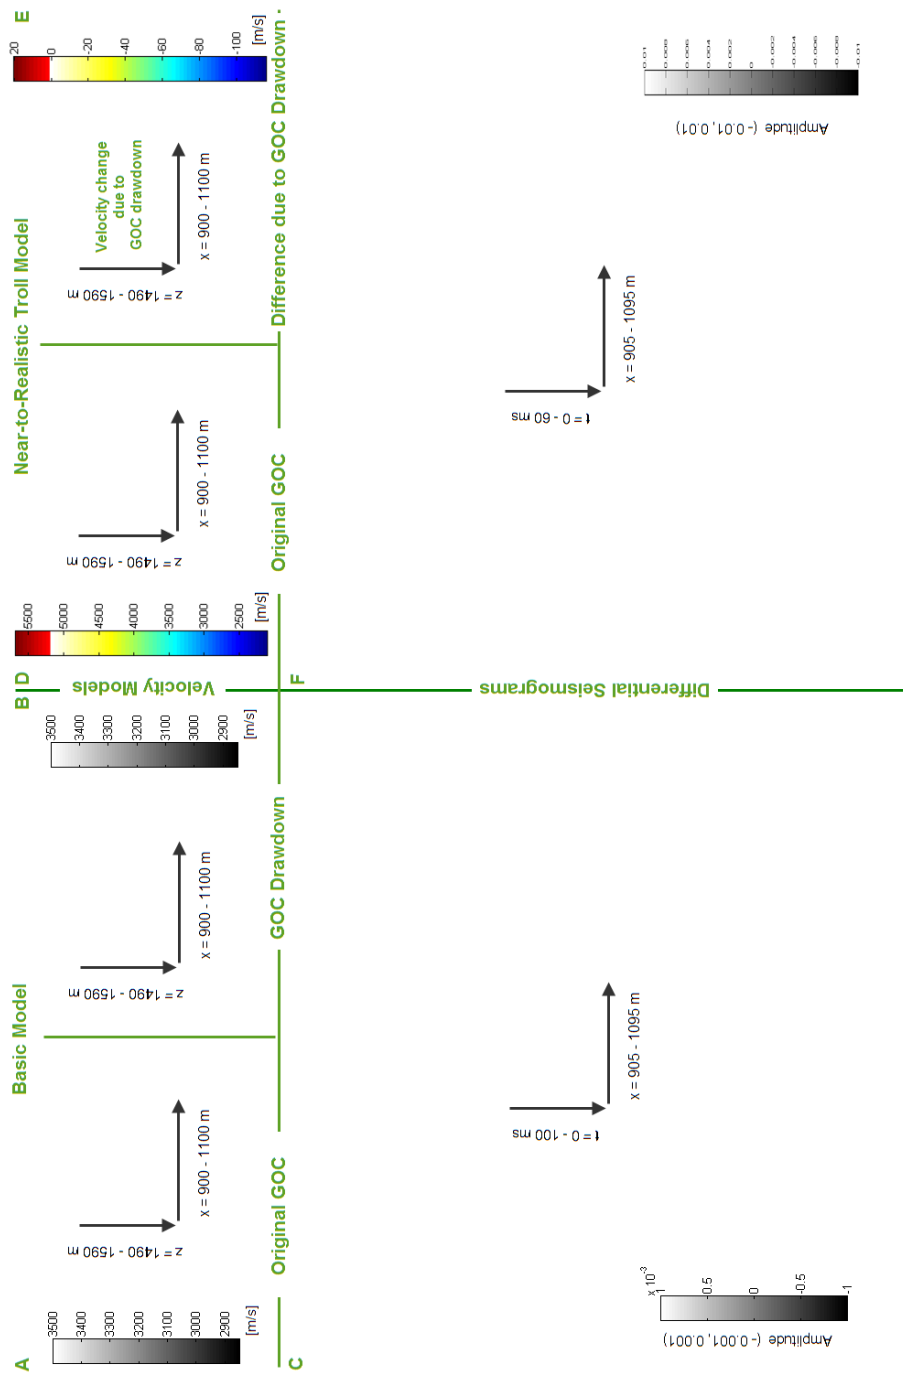 A
Basic Model
B
D
Near-to-Realistic Troll Model
E
3500
3400
3300
3200
3100
3000
2900
[m/s]
z = 1490 - 1590 m
x = 900 - 1100 m
z = 1490 - 1590 m
x = 900 - 1100 m
3500
3400
3300
3200
3100
3000
2900
[m/s]
Velocity Models
5500
5000
4500
4000
3500
3000
2500
[m/s]
z = 1490 - 1590 m
x = 900 - 1100 m
z = 1490 - 1590 m
x = 900 - 1100 m
Velocity change
due to
GOC drawdown
20
0
-20
-40
-60
-80
-100
[m/s]
C
Original GOC
GOC Drawdown
F
Original GOC
Difference due to GOC Drawdown -
t = 0 - 100 ms
x = 905 - 1095 m
Differential Seismograms
t = 0 - 60 ms
x = 905 - 1095 m
x 10-3
1
0.5
0
-0.5
-1
Amplitude (- 0.001, 0.001)
0.01
0.008
0.006
0.004
0.002
0
-0.002
-0.004
-0.006
-0.008
-0.01
Amplitude (- 0.01, 0.01)